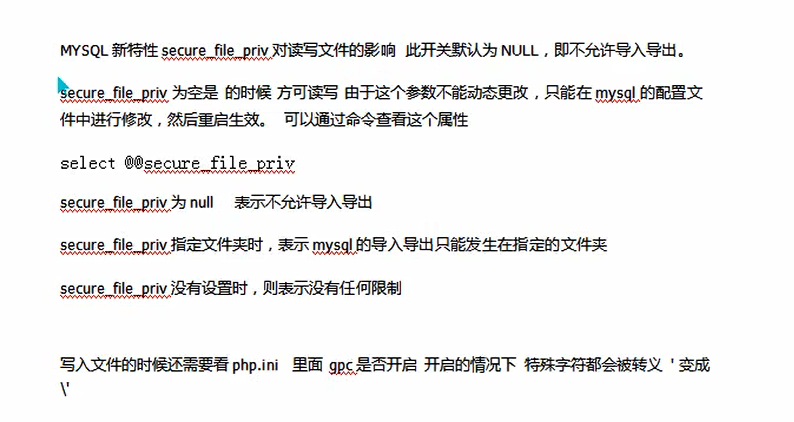 MYSQL 新特性 secure_file_priv 对读写文件的影响 此开关默认为 NULL，即不允许导入导出。
secure_file_priv 为空是 的时候 方可读写 由于这个参数不能动态更改，只能在 mysql 的配置文
件中进行修改，然后重启生效。 可以通过命令查看这个属性
select @@secure_file_priv
secure_file_priv 为 null 表示不允许导入导出
secure_file_priv 指定文件夹时，表示 mysql 的导入导出只能发生在指定的文件夹
secure_file_priv 没有设置时，则表示没有任何限制
写入文件的时候还需要看 php.ini 里面 gpc 是否开启 开启的情况下 特殊字符都会被转义 ' 变成
\'